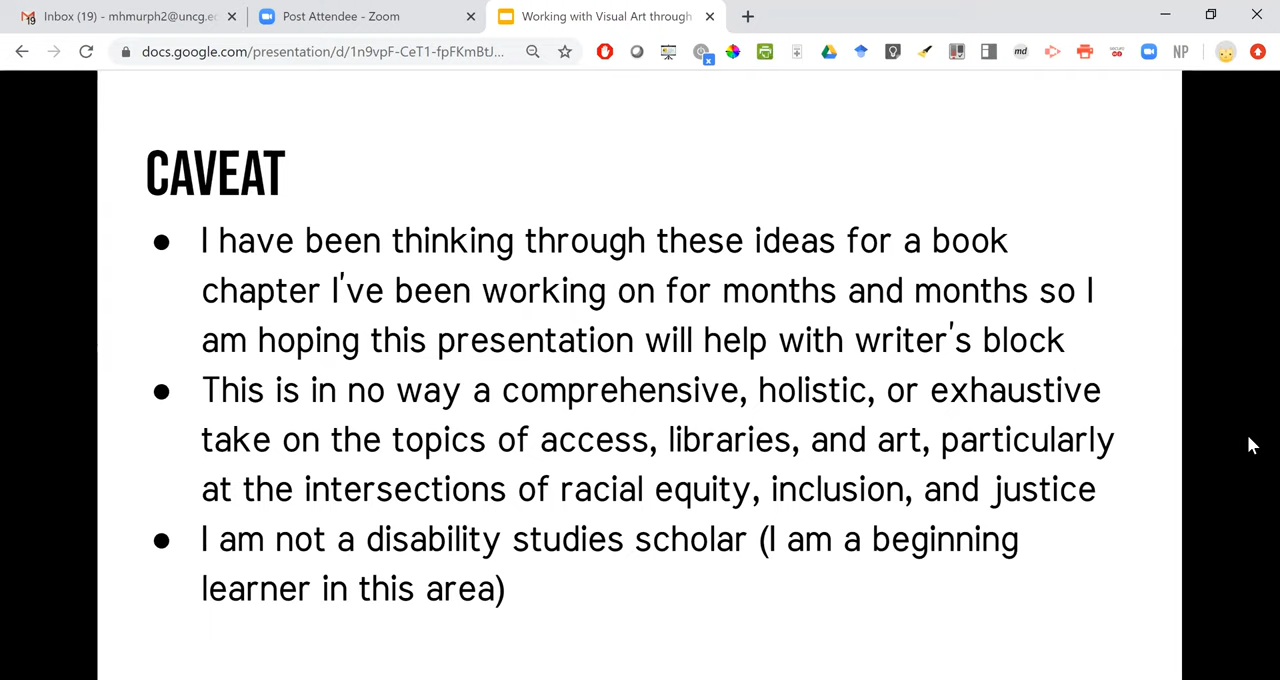 Inbox (19) - mhmurph2@uncg.e
Post Attendee - Zoom
Working with Visual Art through
docs.google.com/presentation/d/1n9vpF-CeT1-fpFKmBtJ...
md
NP
CAVEAT
● I have been thinking through these ideas for a book
chapter I've been working on for months and months so I
am hoping this presentation will help with writer's block
● This is in no way a comprehensive, holistic, or exhaustive
take on the topics of access, libraries, and art, particularly
at the intersections of racial equity, inclusion, and justice
● I am not a disability studies scholar (I am a beginning
learner in this area)